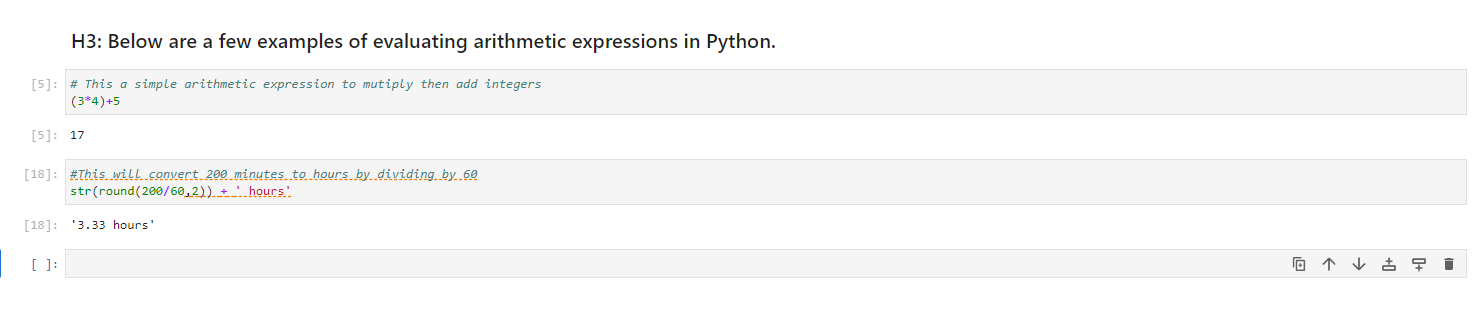 H3: Below are a few examples of evaluating arithmetic expressions in Python.
[5]: # This a simple arithmetic expression to mutiply then add integers
(3*4)+5
[5]: 17
[18]: #This will convert 200 minutes to hours by dividing by 60
str(round(200/60,2)) + ' hours'
[18]: '3.33 hours'
[ ]: